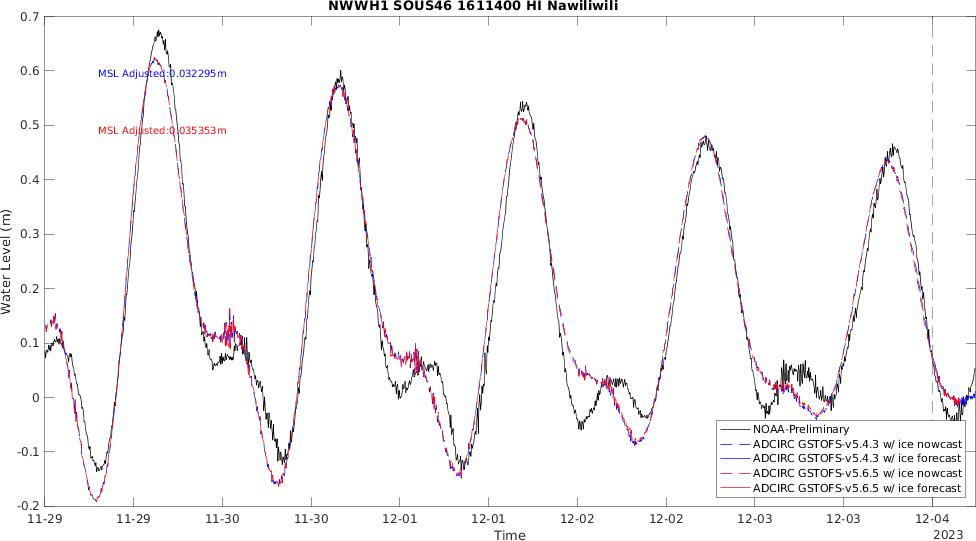 NWWH1 SOUS46 1611400 HI Nawiliwili
0.7
0.6
0.5
0.4
0.3
0.2
0.1
0
-0.1
-0.2
Water Level (m)
MSL Adjusted:0.032295m
MSL Adjusted:0.035353m
NOAA-Preliminary
ADCIRC GSTOFS-v5.4.3 w/ ice nowcast
ADCIRC GSTOFS-v5.4.3 w/ ice forecast
ADCIRC GSTOFS-v5.6.5 w/ ice nowcast
ADCIRC GSTOFS-v5.6.5 w/ ice forecast
11-29 11-29 11-30 11-30 12-01 12-01 12-02 12-02 12-03 12-03 12-04
2023
Time